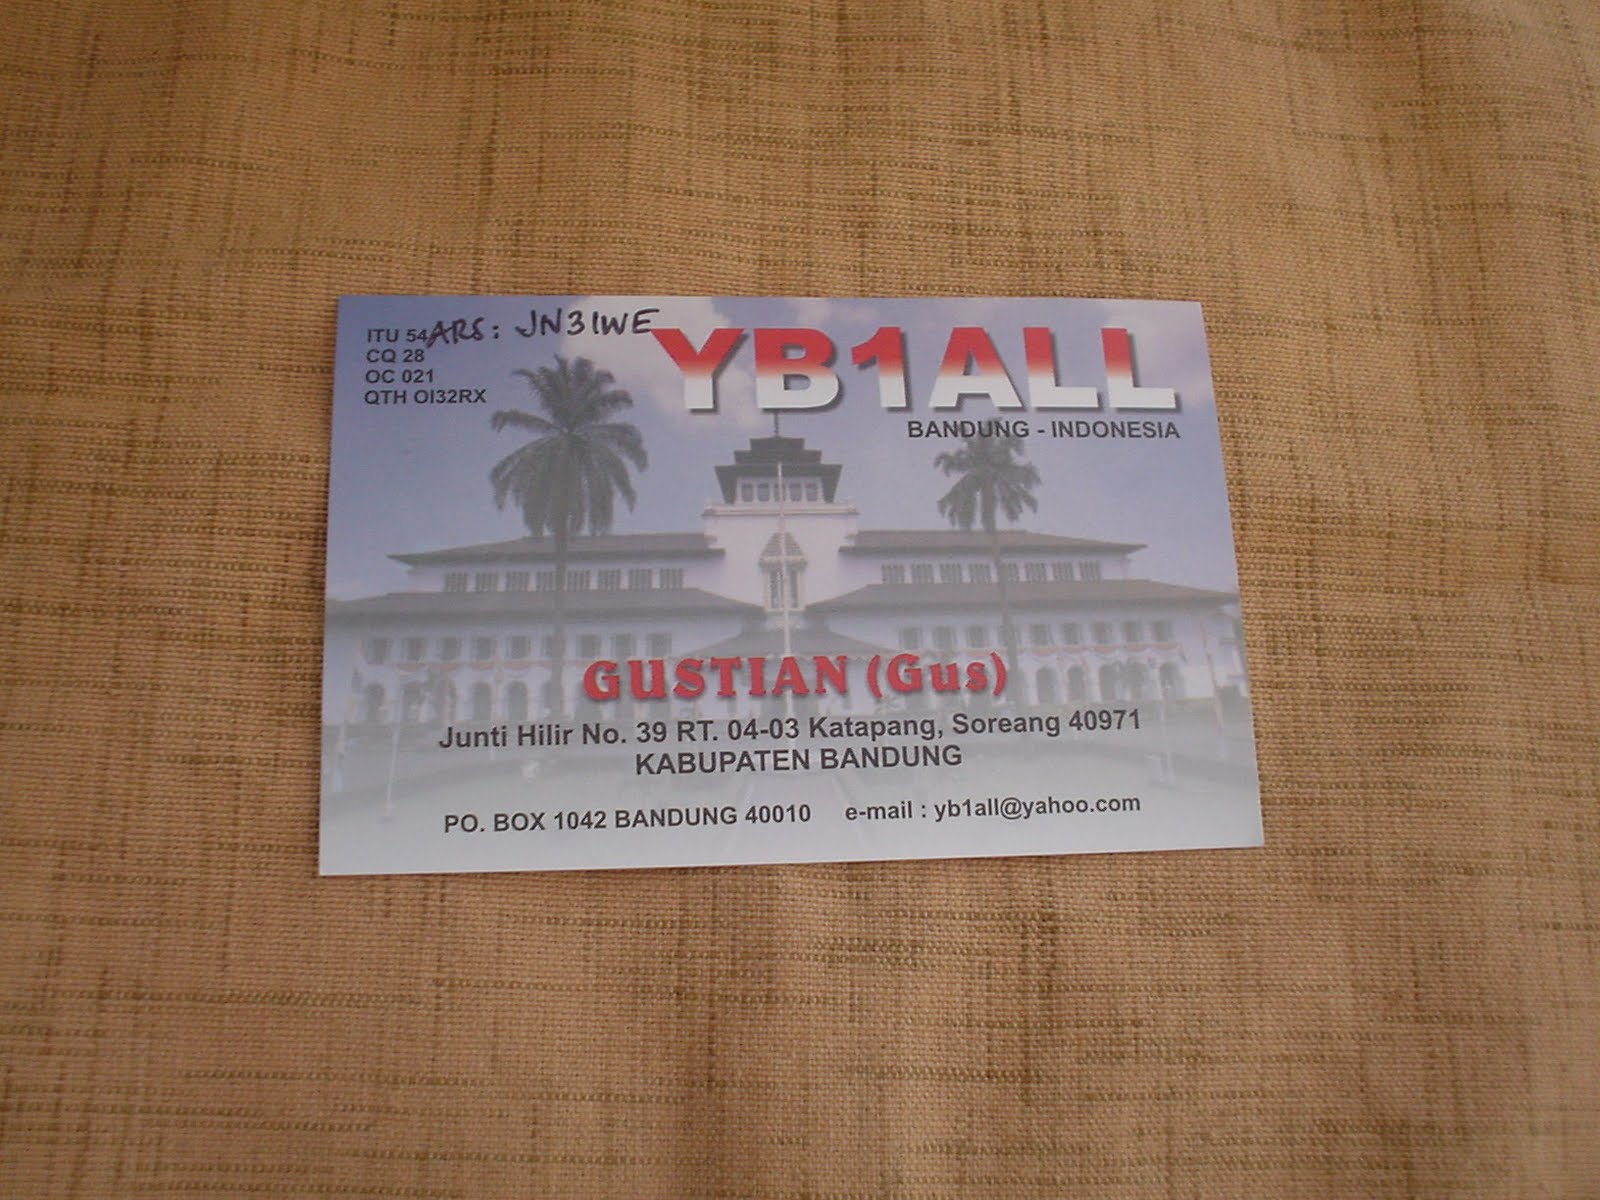 ITU 54 ARS: JN3IWE
CQ 28
OC 021
QTH OI32RX
YB1ALL
BANDUNG - INDONESIA
GUSTIAN (Gus)
Junti Hilir No. 39 RT. 04-03 Katapang, Soreang 40971
KABUPATEN BANDUNG
PO. BOX 1042 BANDUNG 40010 e-mail : yb1all@yahoo.com